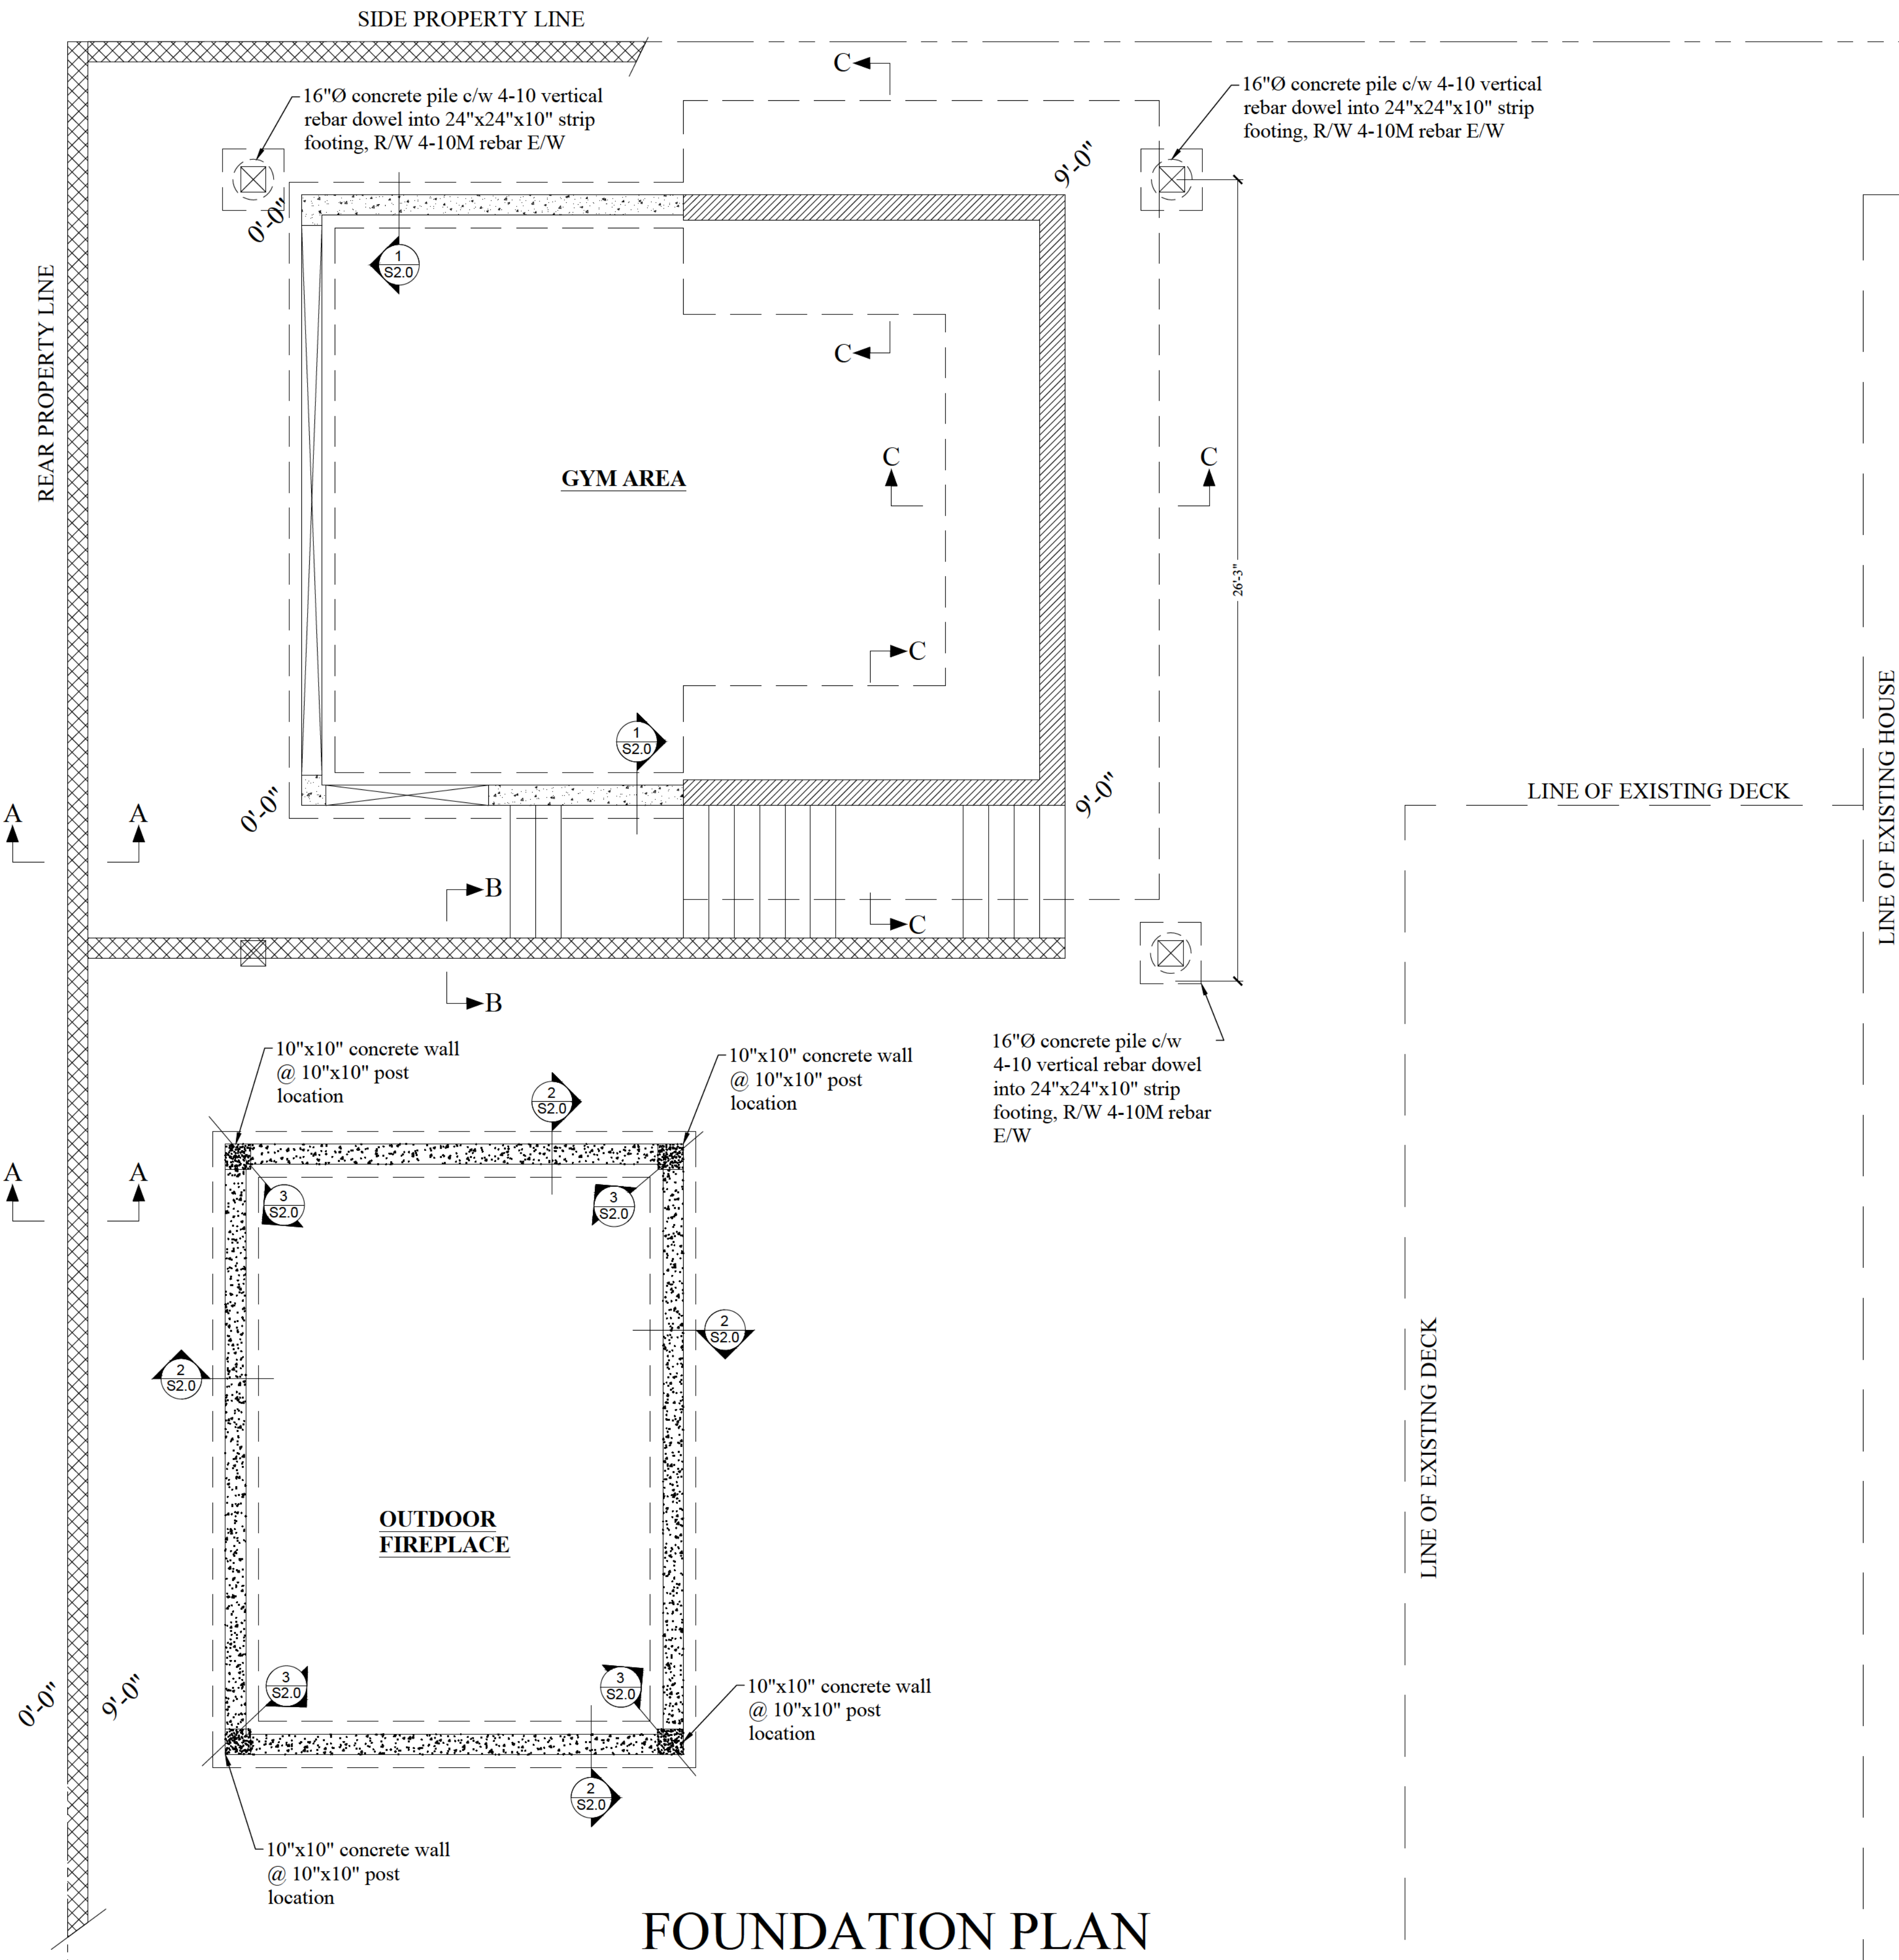 SIDE PROPERTY LINE
C
16"Ø concrete pile c/w 4-10 vertical
rebar dowel into 24"x24"x10" strip
footing, R/W 4-10M rebar E/W
16"Ø concrete pile c/w 4-10 vertical
rebar dowel into 24"x24"x10" strip
footing, R/W 4-10M rebar E/W
9'-0"
0'-0"
1
S2.0
REAR PROPERTY LINE
C
GYM AREA
C
C
26'-3"
C
1
S2.0
LINE OF EXISTING HOUSE
0'-0"
9'-0"
LINE OF EXISTING DECK
A
A
B
C
B
10"x10" concrete wall
@ 10"x10" post
location
10"x10" concrete wall
@ 10"x10" post
location
16"Ø concrete pile c/w
4-10 vertical rebar dowel
into 24"x24"x10" strip
footing, R/W 4-10M rebar
E/W
2
S2.0
A
A
3
S2.0
3
S2.0
2
S2.0
2
S2.0
LINE OF EXISTING DECK
OUTDOOR
FIREPLACE
0'-0"
9'-0"
3
S2.0
3
S2.0
10"x10" concrete wall
@ 10"x10" post
location
2
S2.0
10"x10" concrete wall
@ 10"x10" post
location
FOUNDATION PLAN